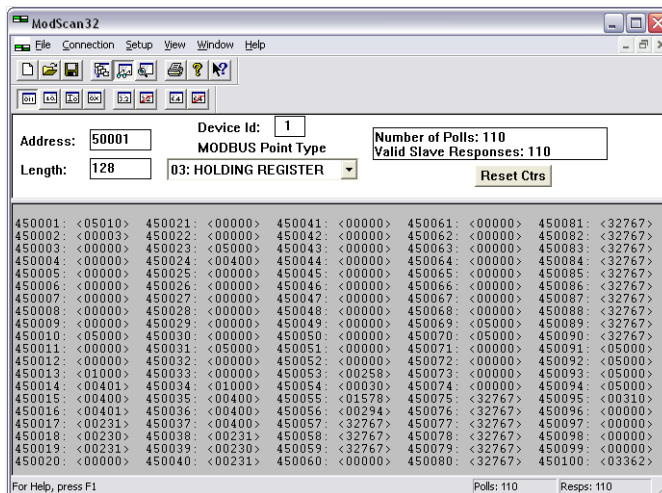 ModScan32
File Connection Setup View Window Help
Address: 50001
Device Id: 1
MODBUS Point Type
Length: 128
03: HOLDING REGISTER
Number of Polls: 110
Valid Slave Responses: 110
Reset Ctrs
450001: <05010> 450021: <00000> 450041: <00000> 450061: <00000> 450081: <32767>
450002: <00003> 450022: <00000> 450042: <00000> 450062: <00000> 450082: <32767>
450003: <00000> 450023: <05000> 450043: <00000> 450063: <00000> 450083: <32767>
450004: <00000> 450024: <00400> 450044: <00000> 450064: <00000> 450084: <32767>
450005: <00000> 450025: <00000> 450045: <00000> 450065: <00000> 450085: <32767>
450006: <00000> 450026: <00000> 450046: <00000> 450066: <00000> 450086: <32767>
450007: <00000> 450027: <00000> 450047: <00000> 450067: <00000> 450087: <32767>
450008: <00000> 450028: <00000> 450048: <00000> 450068: <00000> 450088: <32767>
450009: <00000> 450029: <00000> 450049: <00000> 450069: <05000> 450089: <32767>
450010: <05000> 450030: <00000> 450050: <00000> 450070: <05000> 450090: <32767>
450011: <00000> 450031: <05000> 450051: <00000> 450071: <00000> 450091: <05000>
450012: <00000> 450032: <00000> 450052: <00000> 450072: <00000> 450092: <05000>
450013: <01000> 450033: <00000> 450053: <00258> 450073: <00000> 450093: <05000>
450014: <00401> 450034: <01000> 450054: <00030> 450074: <00000> 450094: <05000>
450015: <00400> 450035: <00400> 450055: <01578> 450075: <32767> 450095: <00310>
450016: <00401> 450036: <00400> 450056: <00294> 450076: <32767> 450096: <00000>
450017: <00231> 450037: <00400> 450057: <32767> 450077: <32767> 450097: <00000>
450018: <00230> 450038: <00231> 450058: <32767> 450078: <32767> 450098: <00000>
450019: <00231> 450039: <00230> 450059: <32767> 450079: <32767> 450099: <00000>
450020: <00000> 450040: <00231> 450060: <00000> 450080: <32767> 450100: <03362>
For Help, press F1
Polls: 110
Resps: 110